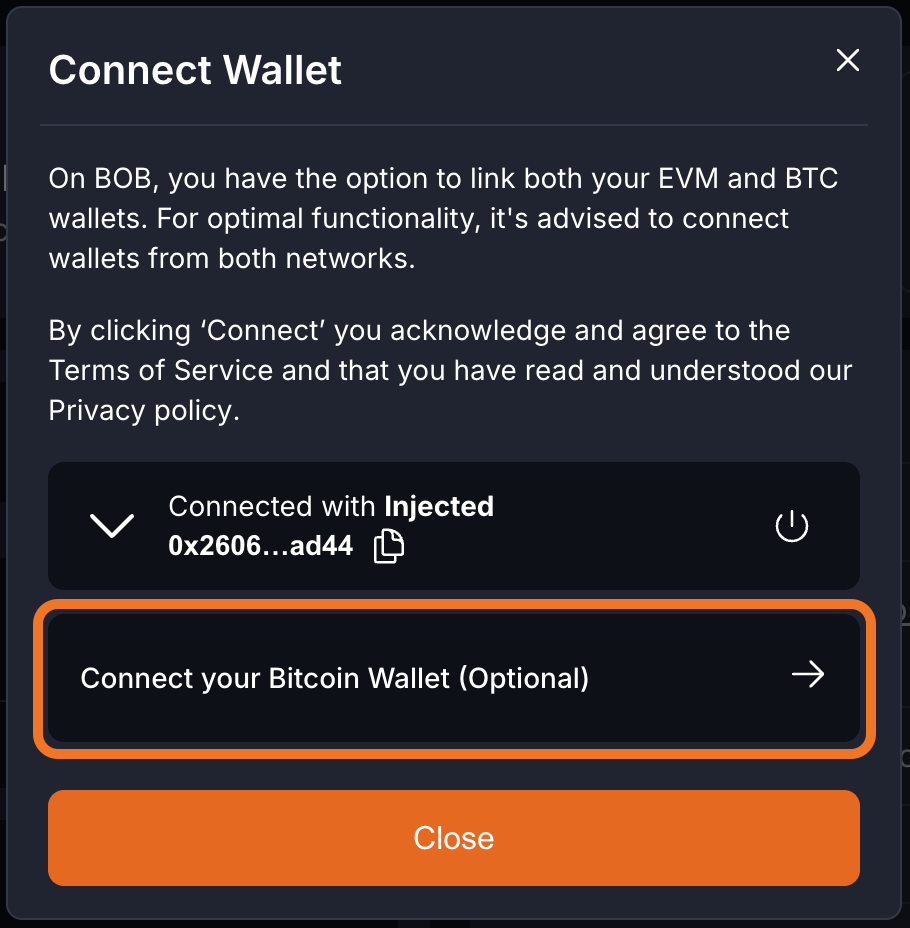 Connect Wallet
On BOB, you have the option to link both your EVM and BTC
wallets. For optimal functionality, it's advised to connect
wallets from both networks.
By clicking ‘Connect’ you acknowledge and agree to the
Terms of Service and that you have read and understood our
Privacy policy.
Connected with Injected
0x2606...ad44
Connect your Bitcoin Wallet (Optional)
Close